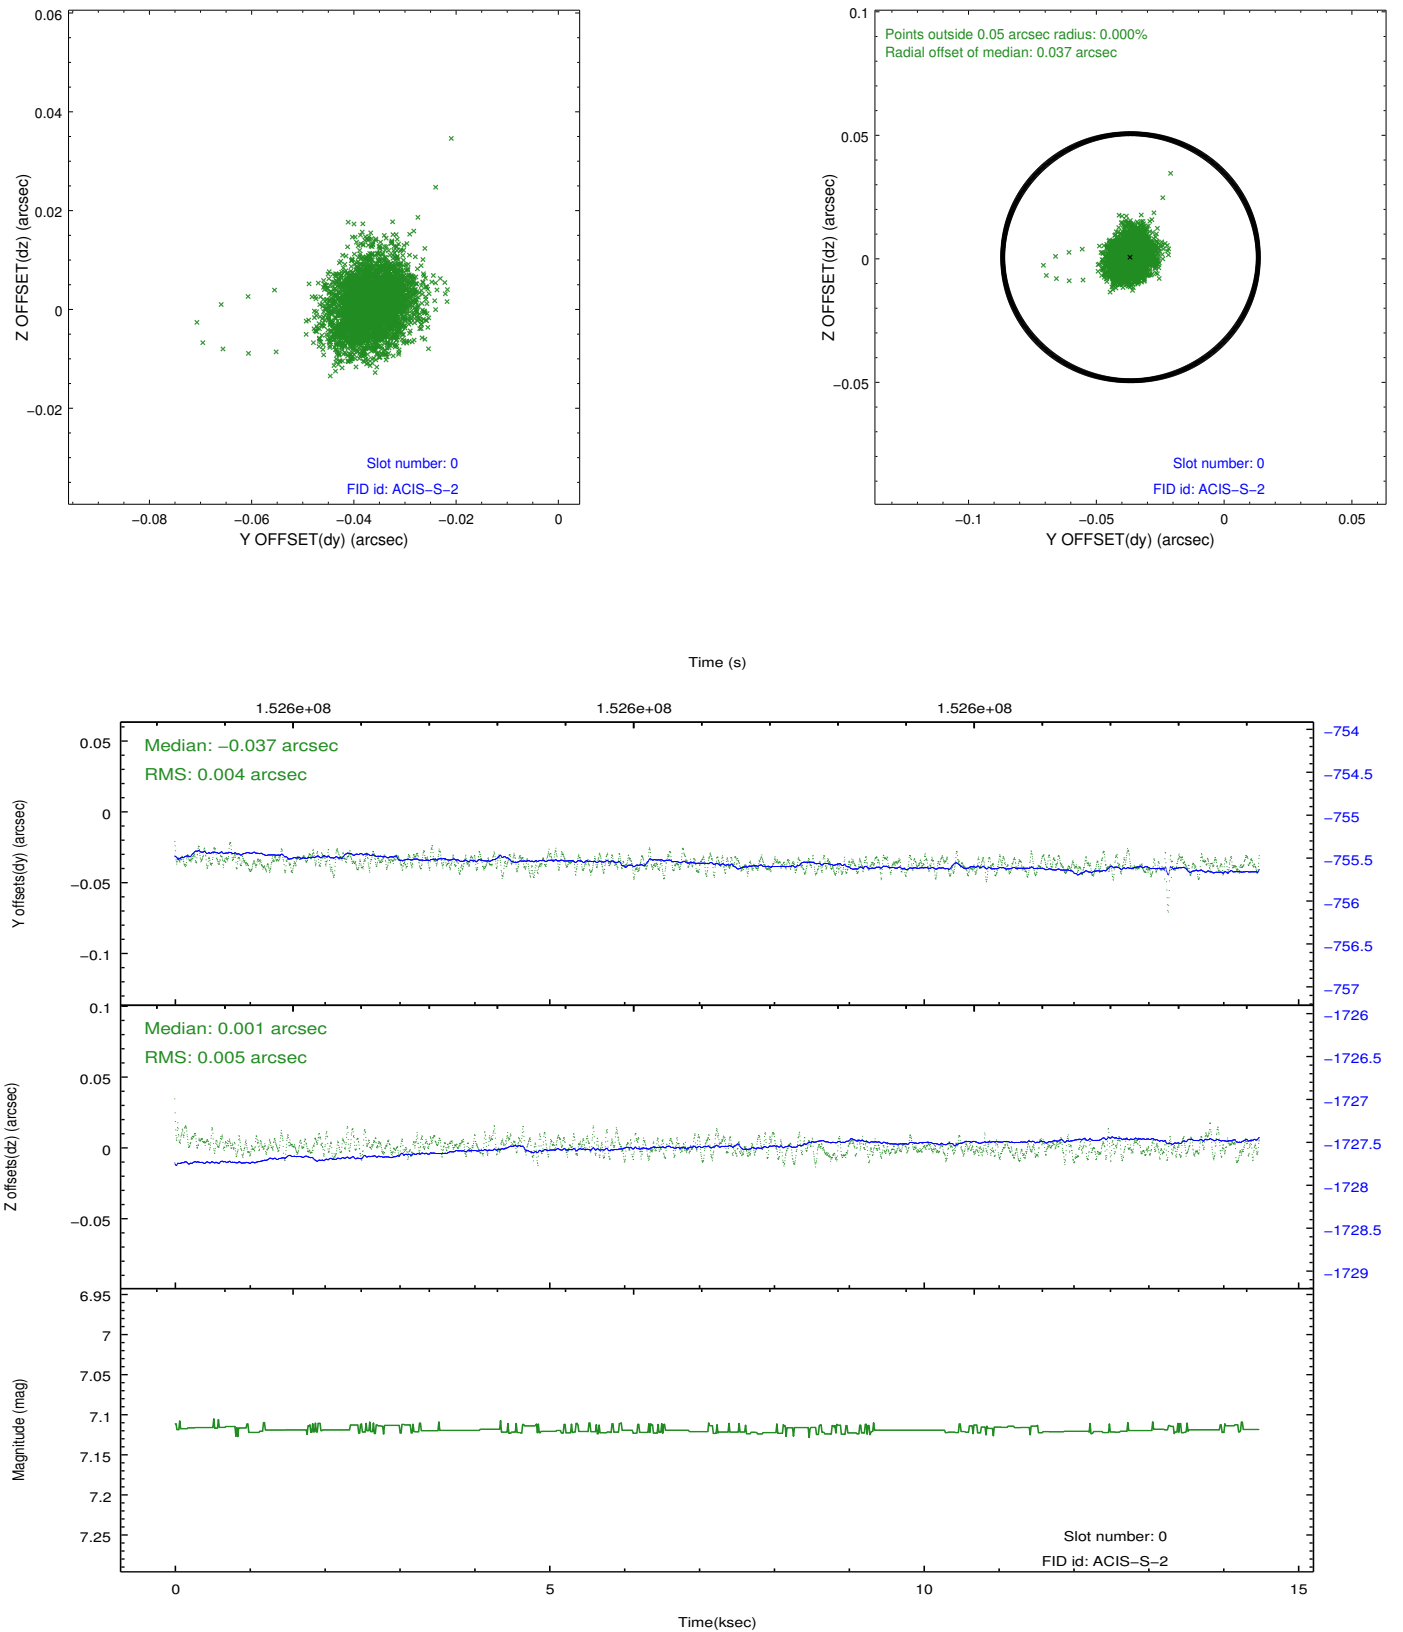 0.06
0.04
0.02
0
−0.02
Z OFFSET(dz) (arcsec)
Slot number: 0
FID id: ACIS−S−2
−0.08 −0.06 −0.04 −0.02 0
Y OFFSET(dy) (arcsec)
0.1
0.05
0
−0.05
Z OFFSET(dz) (arcsec)
Points outside 0.05 arcsec radius: 0.000%
Radial offset of median: 0.037 arcsec
Slot number: 0
FID id: ACIS−S−2
−0.1 −0.05 0 0.05
Y OFFSET(dy) (arcsec)
Time (s)
1.526e+08 1.526e+08 1.526e+08
Y offsets(dy) (arcsec)
0.05
0
−0.05
−0.1
Median: −0.037 arcsec
RMS: 0.004 arcsec
−754
−754.5
−755
−755.5
−756
−756.5
−757
Z offsets(dz) (arcsec)
0.1
0.05
0
−0.05
Median: 0.001 arcsec
RMS: 0.005 arcsec
−1726
−1726.5
−1727
−1727.5
−1728
−1728.5
−1729
Magnitude (mag)
6.95
7
7.05
7.1
7.15
7.2
7.25
Slot number: 0
FID id: ACIS−S−2
0 5 10 15
Time(ksec)